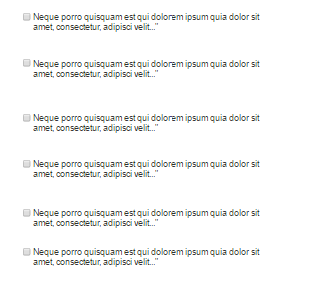 Neque porro quisquam est qui dolorem ipsum quia dolor sit
amet, consectetur, adipisci velit..."
Neque porro quisquam est qui dolorem ipsum quia dolor sit
amet, consectetur, adipisci velit..."
Neque porro quisquam est qui dolorem ipsum quia dolor sit
amet, consectetur, adipisci velit..."
Neque porro quisquam est qui dolorem ipsum quia dolor sit
amet, consectetur, adipisci velit..."
Neque porro quisquam est qui dolorem ipsum quia dolor sit
amet, consectetur, adipisci velit..."
Neque porro quisquam est qui dolorem ipsum quia dolor sit
amet, consectetur, adipisci velit..."